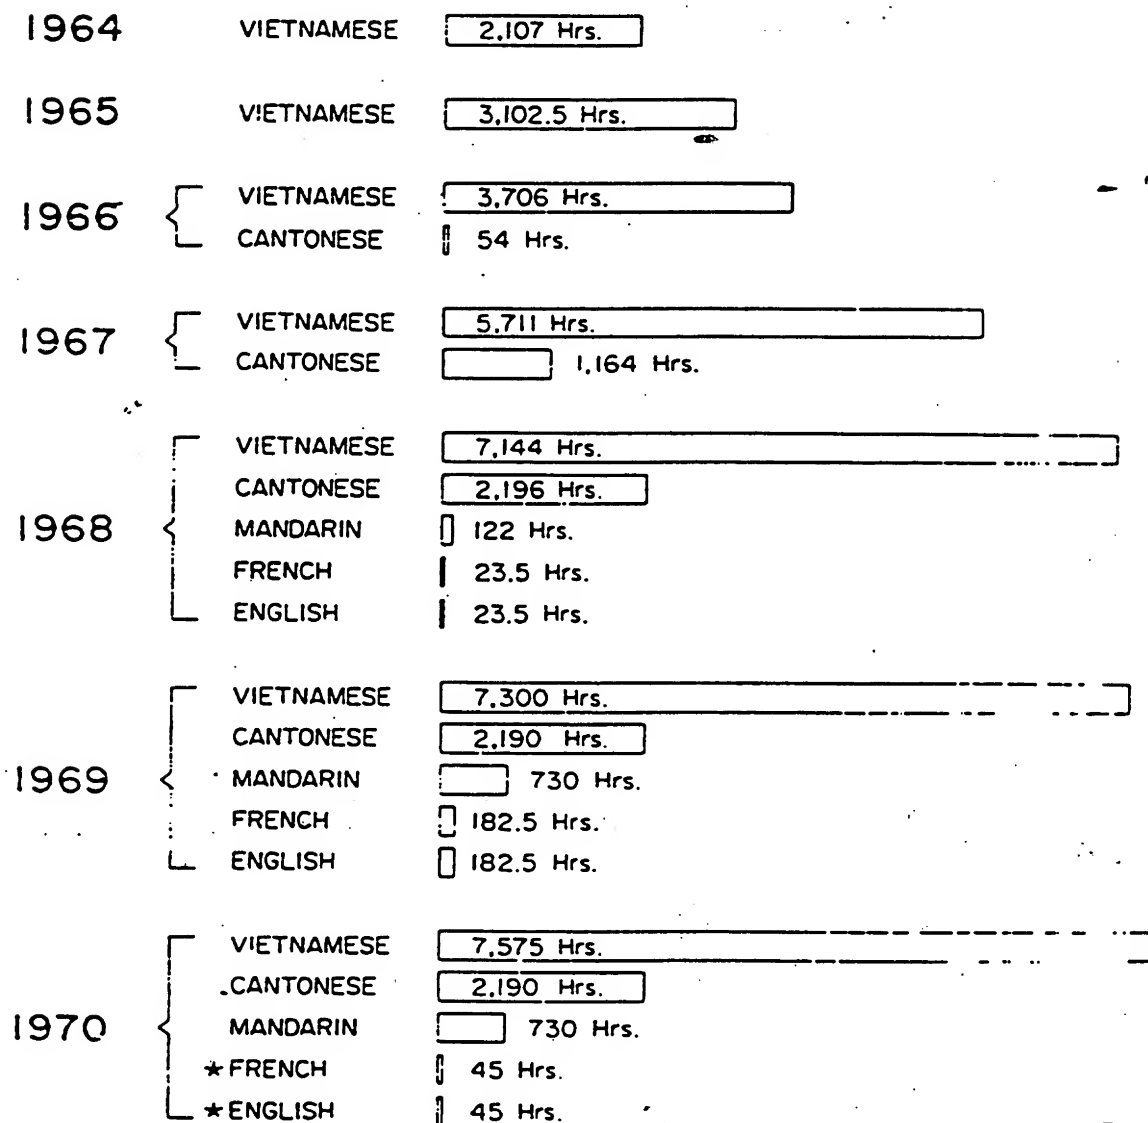 1964 VIETNAMESE 2,107 Hrs.
1965 VIETNAMESE 3,102.5 Hrs.
1966 VIETNAMESE 3,706 Hrs.
CANTONESE 54 Hrs.
1967 VIETNAMESE 5,711 Hrs.
CANTONESE 1,164 Hrs.
1968 VIETNAMESE 7,144 Hrs.
CANTONESE 2,196 Hrs.
MANDARIN 122 Hrs.
FRENCH 23.5 Hrs.
ENGLISH 23.5 Hrs.
1969 VIETNAMESE 7,300 Hrs.
CANTONESE 2,190 Hrs.
MANDARIN 730 Hrs.
FRENCH 182.5 Hrs.
ENGLISH 182.5 Hrs.
1970 VIETNAMESE 7,575 Hrs.
CANTONESE 2,190 Hrs.
MANDARIN 730 Hrs.
★FRENCH 45 Hrs.
★ENGLISH 45 Hrs.